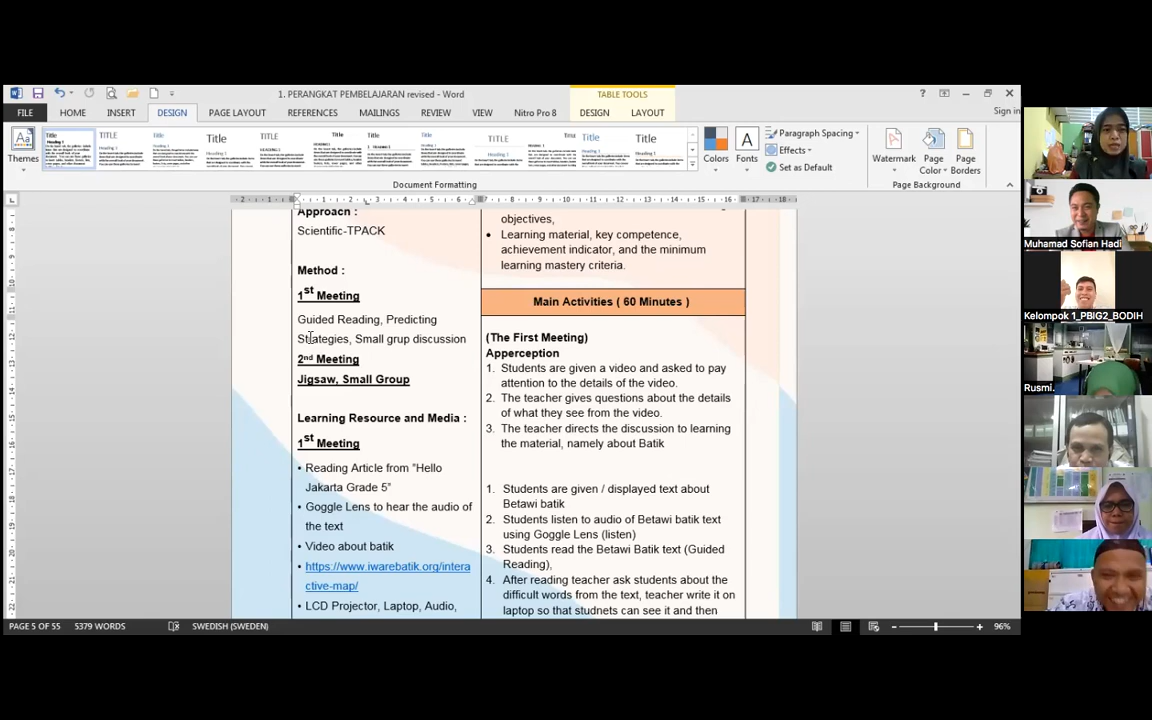 1. PERANGKAT PEMBELAJARAN revised - Word
TABLE TOOLS
Sign in
FILE
HOME
INSERT
DESIGN
PAGE LAYOUT
REFERENCES
MAILINGS
REVIEW
VIEW
Nitro Pro 8
DESIGN
LAYOUT
Themes
Colors
Fonts
Paragraph Spacing
Effects
Set as Default
Watermark
Page Color
Page Borders
Document Formatting
Page Background
Approach :
Scientific-TPACK
Method :
1st Meeting
Guided Reading, Predicting
Strategies, Small grup discussion
2nd Meeting
Jigsaw, Small Group
Learning Resource and Media :
1st Meeting
• Reading Article from "Hello
Jakarta Grade 5"
• Goggle Lens to hear the audio of
the text
• Video about batik
• https://www.iwarebatik.org/intera
ctive-map/
• LCD Projector, Laptop, Audio,
objectives,
• Learning material, key competence,
achievement indicator, and the minimum
learning mastery criteria.
Main Activities ( 60 Minutes )
(The First Meeting)
Apperception
1. Students are given a video and asked to pay
attention to the details of the video.
2. The teacher gives questions about the details
of what they see from the video.
3. The teacher directs the discussion to learning
the material, namely about Batik
1. Students are given / displayed text about
Betawi batik
2. Students listen to audio of Betawi batik text
using Goggle Lens (listen)
3. Students read the Betawi Batik text (Guided
Reading),
4. After reading teacher ask students about the
difficult words from the text, teacher write it on
laptop so that studnets can see it and then
PAGE 5 OF 55
5379 WORDS
SWEDISH (SWEDEN)
96%
Muhamad Sofian Hadi
Kelompok 1_PBIG2_BODIH
Rusmi.